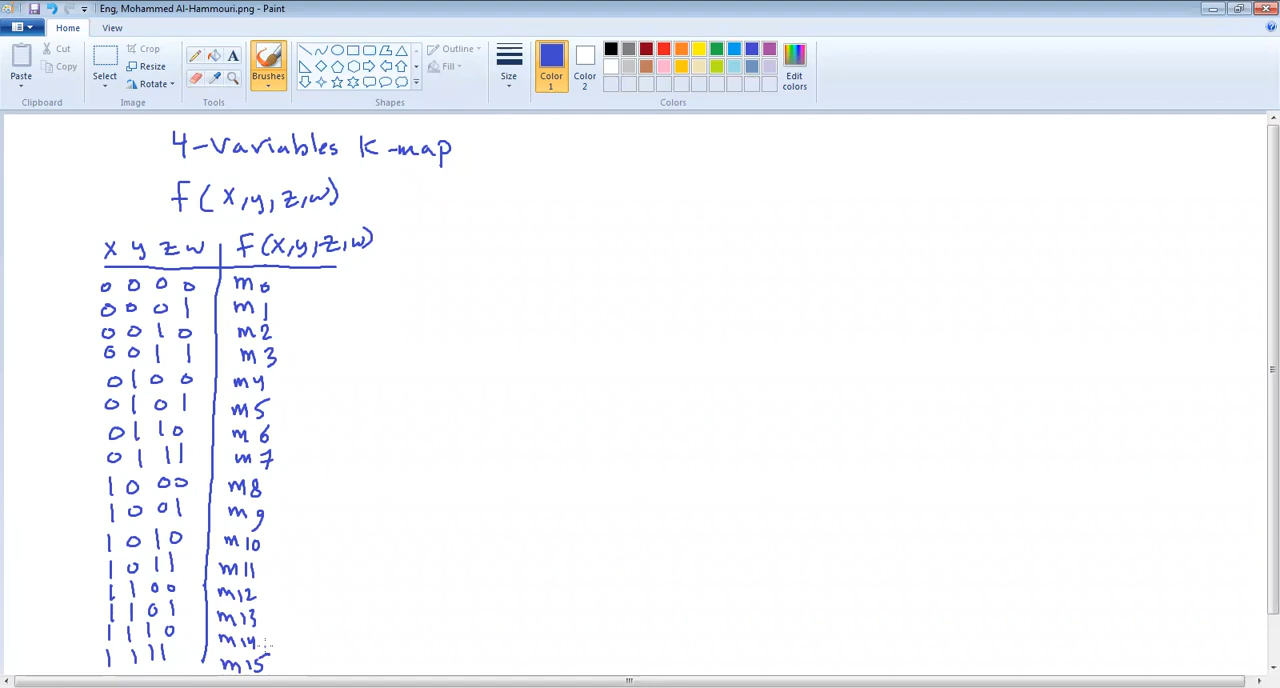 Eng, Mohammed Al-Hammouri.png - Paint
Home View
Paste
Cut
Copy
Clipboard
Select
Crop
Resize
Rotate
Image
A
Tools
Brushes
Outline
Fill
Shapes
Size
Color 1
Color 2
Edit colors
Colors
4-Variables K-map
f(x,y,z,w)
x y z w f(x,y,z,w)
0 0 0 0 m0
0 0 0 1 m1
0 0 1 0 m2
0 0 1 1 m3
0 1 0 0 m4
0 1 0 1 m5
0 1 1 0 m6
0 1 1 1 m7
1 0 0 0 m8
1 0 0 1 m9
1 0 1 0 m10
1 0 1 1 m11
1 1 0 0 m12
1 1 0 1 m13
1 1 1 0 m14
1 1 1 1 m15